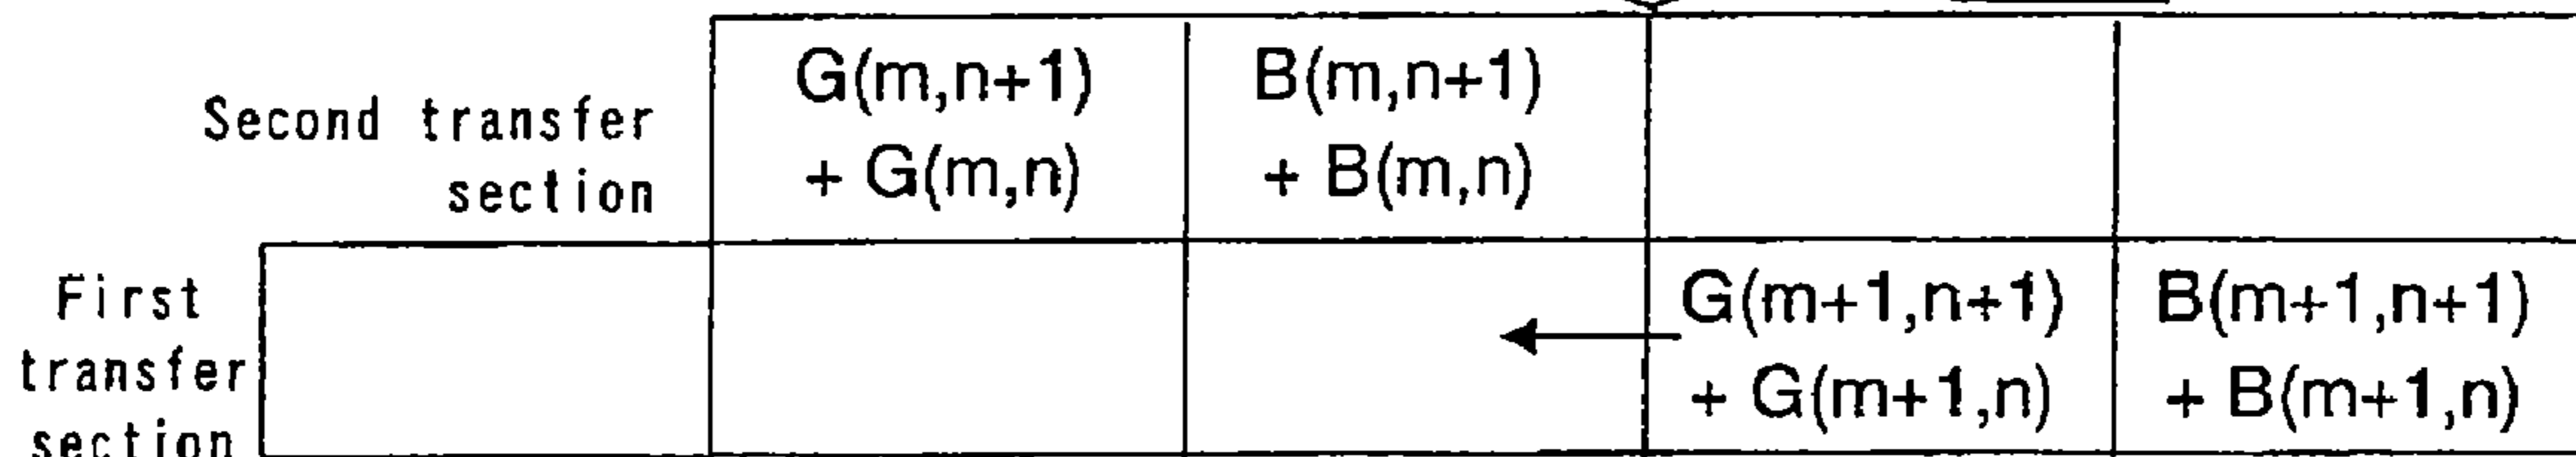 Second transfer
section
G(m,n+1)
+ G(m,n)
B(m,n+1)
+ B(m,n)
First
transfer
section
G(m+1,n+1)
+ G(m+1,n)
B(m+1,n+1)
+ B(m+1,n)